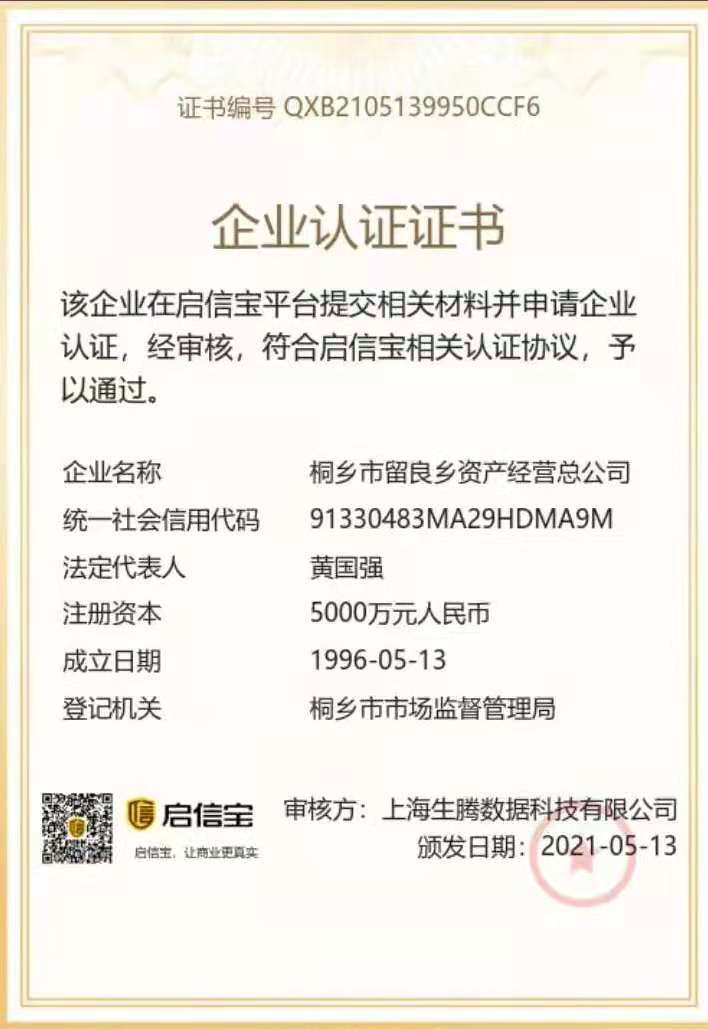 证书编号 QXB2105139950CCF6
企业认证证书
该企业在启信宝平台提交相关材料并申请企业
认证，经审核，符合启信宝相关认证协议，予
以通过。
企业名称 桐乡市留良乡资产经营总公司
统一社会信用代码 91330483MA29HDMA9M
法定代表人 黄国强
注册资本 5000万元人民币
成立日期 1996-05-13
登记机关 桐乡市市场监督管理局
信 启信宝 审核方：上海生腾数据科技有限公司
启信宝，让商业更真实 颁发日期：2021-05-13